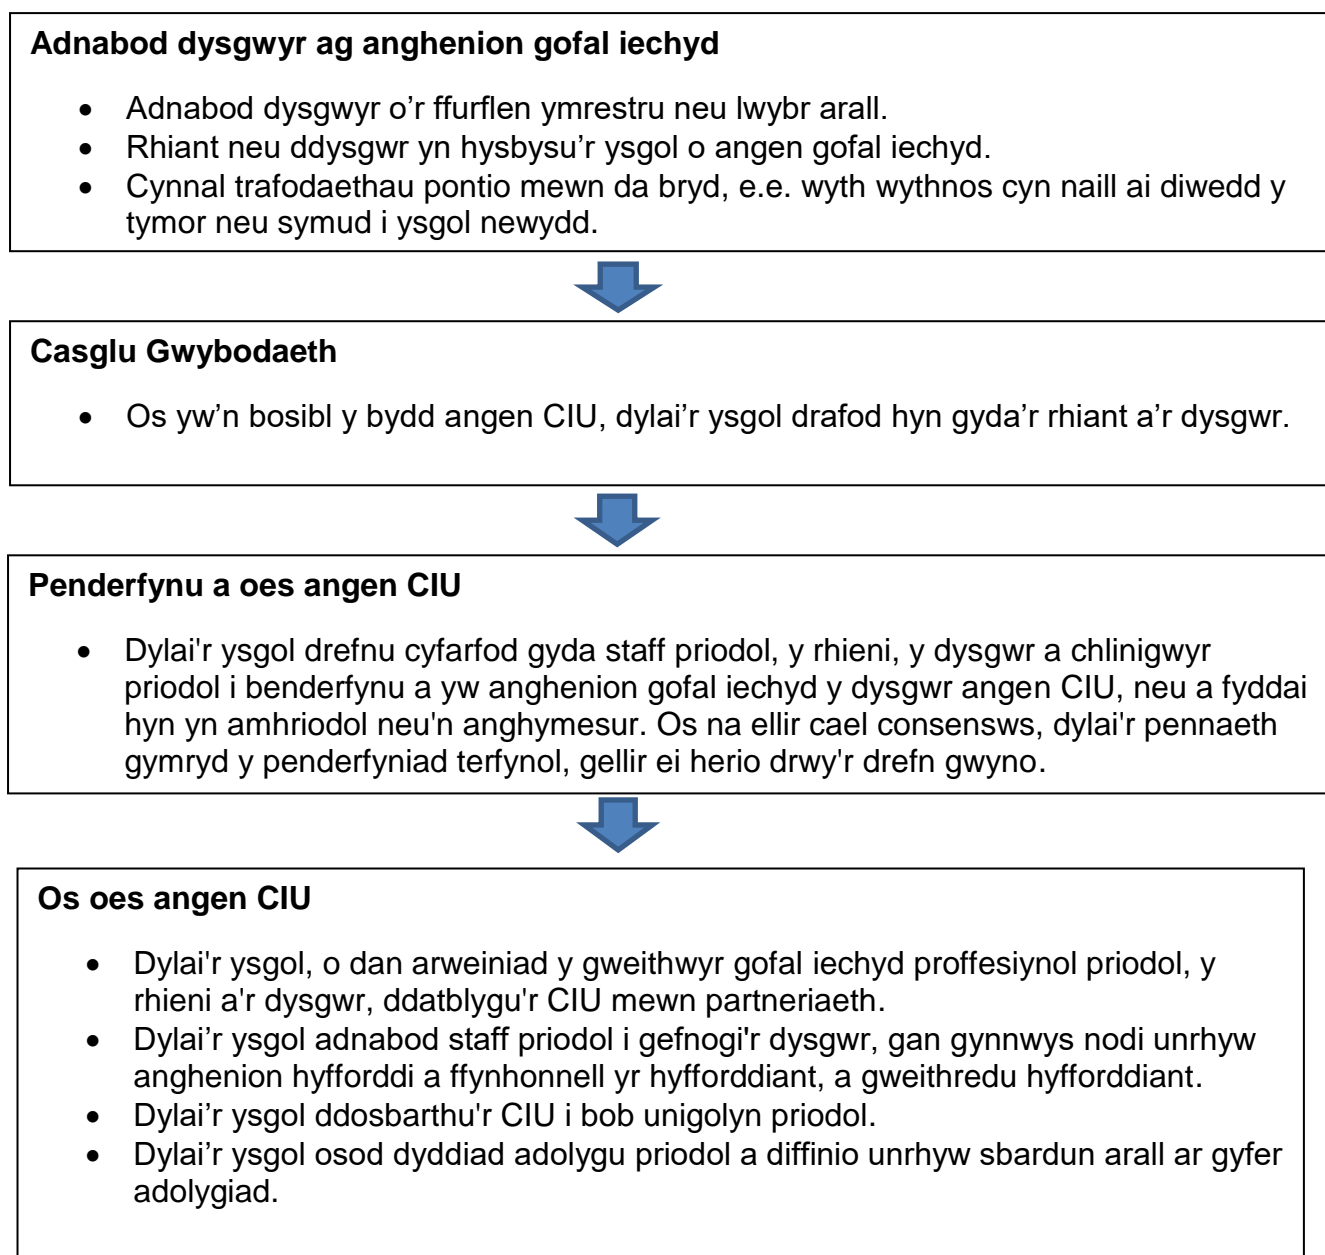 Adnabod dysgwyr ag anghenion gofal iechyd
• Adnabod dysgwyr o’r ffurflen ymrestru neu lwybr arall.
• Rhiant neu ddysgwr yn hysbysu’r ysgol o angen gofal iechyd.
• Cynnal trafodaethau pontio mewn da bryd, e.e. wyth wythnos cyn naill ai diwedd y
tymor neu symud i ysgol newydd.
Casglu Gwybodaeth
• Os yw’n bosibl y bydd angen CIU, dylai’r ysgol drafod hyn gyda’r rhiant a’r dysgwr.
Penderfynu a oes angen CIU
• Dylai'r ysgol drefnu cyfarfod gyda staff priodol, y rhieni, y dysgwr a chlinigwyr
priodol i benderfynu a yw anghenion gofal iechyd y dysgwr angen CIU, neu a fyddai
hyn yn amhriodol neu'n anghymesur. Os na ellir cael consensws, dylai'r pennaeth
gymryd y penderfyniad terfynol, gellir ei herio drwy'r drefn gwyno.
Os oes angen CIU
• Dylai'r ysgol, o dan arweiniad y gweithwyr gofal iechyd proffesiynol priodol, y
rhieni a'r dysgwr, ddatblygu'r CIU mewn partneriaeth.
• Dylai’r ysgol adnabod staff priodol i gefnogi'r dysgwr, gan gynnwys nodi unrhyw
anghenion hyfforddi a ffynhonnell yr hyfforddiant, a gweithredu hyfforddiant.
• Dylai’r ysgol ddosbarthu'r CIU i bob unigolyn priodol.
• Dylai’r ysgol osod dyddiad adolygu priodol a diffinio unrhyw sbardun arall ar gyfer
adolygiad.